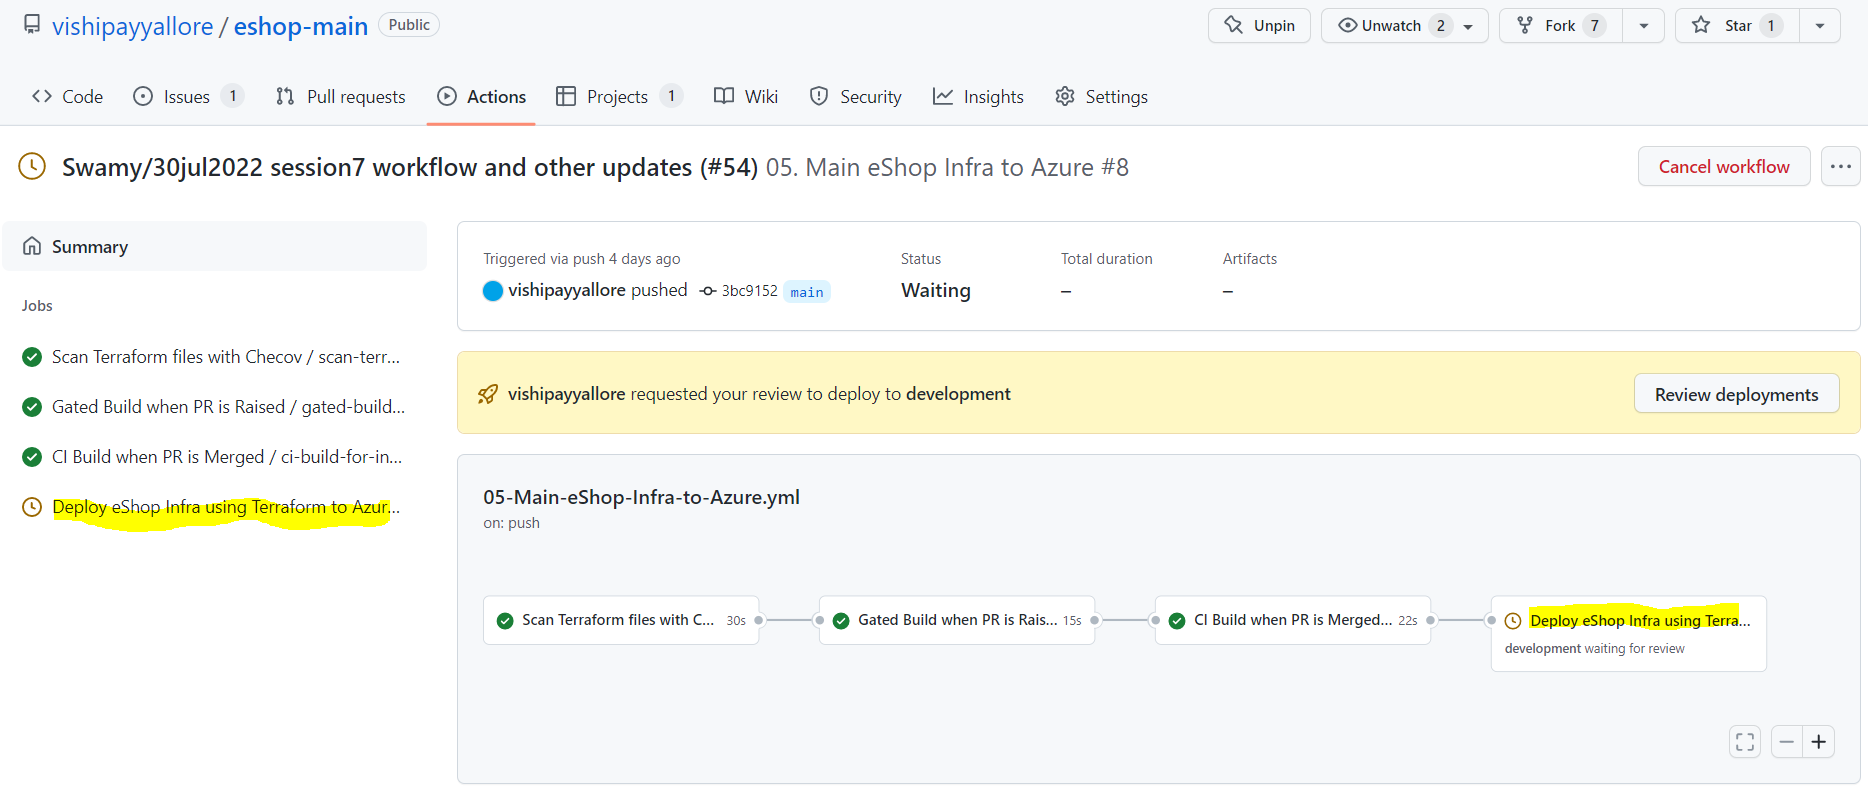 vishipayyallore / eshop-main Public Unpin Unwatch 2 Fork 7 Star 1
Code Issues 1 Pull requests Actions Projects 1 Wiki Security Insights Settings
Swamy/30jul2022 session7 workflow and other updates (#54) 05. Main eShop Infra to Azure #8 Cancel workflow ...
Summary
Jobs
Scan Terraform files with Checov / scan-terr...
Gated Build when PR is Raised / gated-build...
CI Build when PR is Merged / ci-build-for-in...
Deploy eShop Infra using Terraform to Azur...
Triggered via push 4 days ago
vishipayyallore pushed 3bc9152 main
Status
Waiting
Total duration
–
Artifacts
–
vishipayyallore requested your review to deploy to development Review deployments
05-Main-eShop-Infra-to-Azure.yml
on: push
Scan Terraform files with C... 30s
Gated Build when PR is Rais... 15s
CI Build when PR is Merged... 22s
Deploy eShop Infra using Terra...
development waiting for review